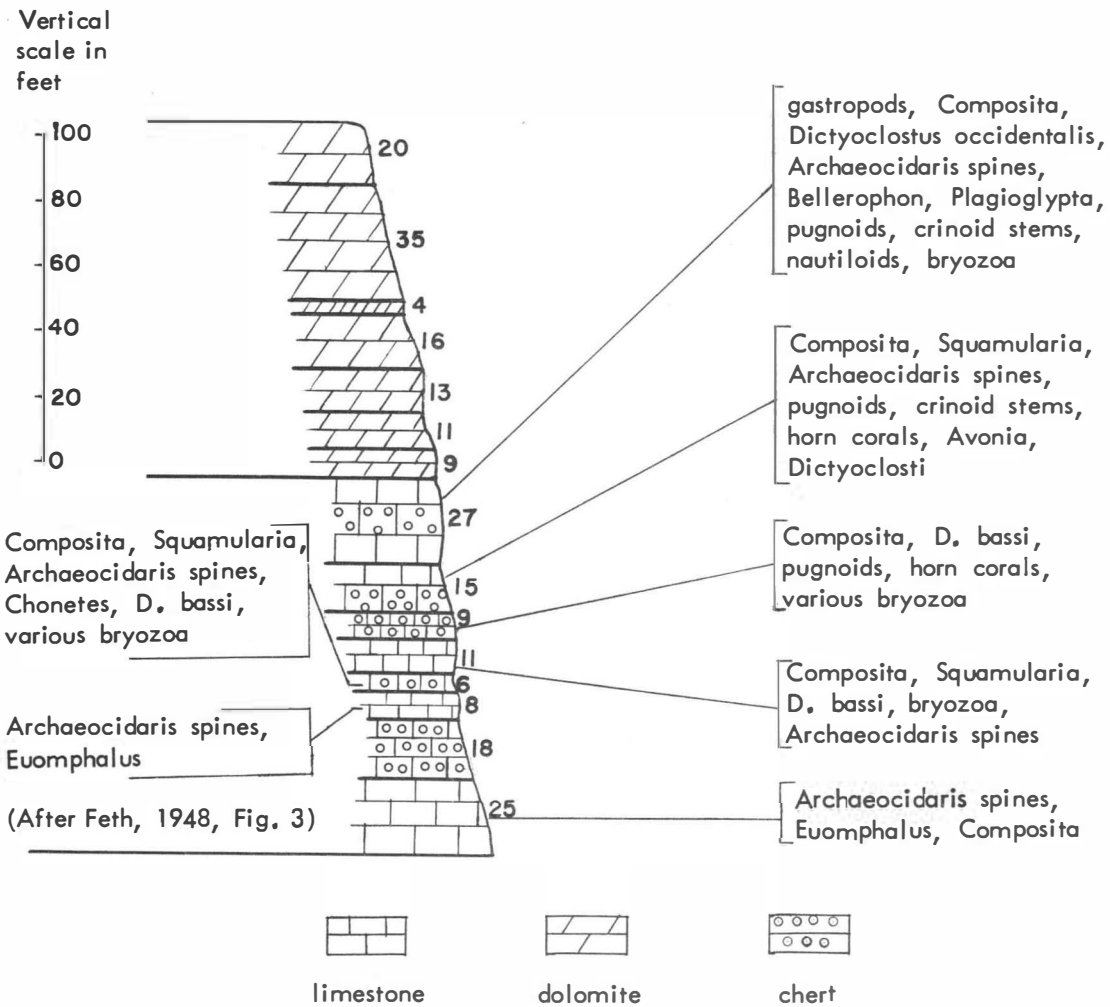 Vertical
scale in
feet
100
80
60
40
20
0
20
35
4
16
13
11
9
27
15
9
11
6
8
18
25
gastropods, Composita,
Dictyoclostus occidentalis,
Archaeocidaris spines,
Bellerophon, Plagioglypta,
pugnoids, crinoid stems,
nautiloids, bryozoa
Composita, Squamularia,
Archaeocidaris spines,
pugnoids, crinoid stems,
horn corals, Avonia,
Dictyoclosti
Composita, D. bassi,
pugnoids, horn corals,
various bryozoa
Composita, Squamularia,
D. bassi, bryozoa,
Archaeocidaris spines
Archaeocidaris spines,
Euomphalus, Composita
Composita, Squamularia,
Archaeocidaris spines,
Chonetes, D. bassi,
various bryozoa
Archaeocidaris spines,
Euomphalus
(After Feth, 1948, Fig. 3)
limestone
dolomite
chert